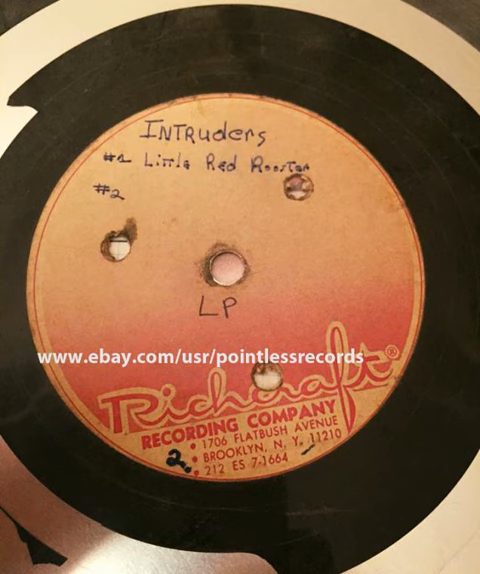 INTRuders
#1 Little Red Rooster
#2
LP
www.ebay.com/usr/pointlessrecords
Richcraft®
RECORDING COMPANY
1706 FLATBUSH AVENUE
BROOKLYN, N. Y. 11210
2. 212 ES 7-1664